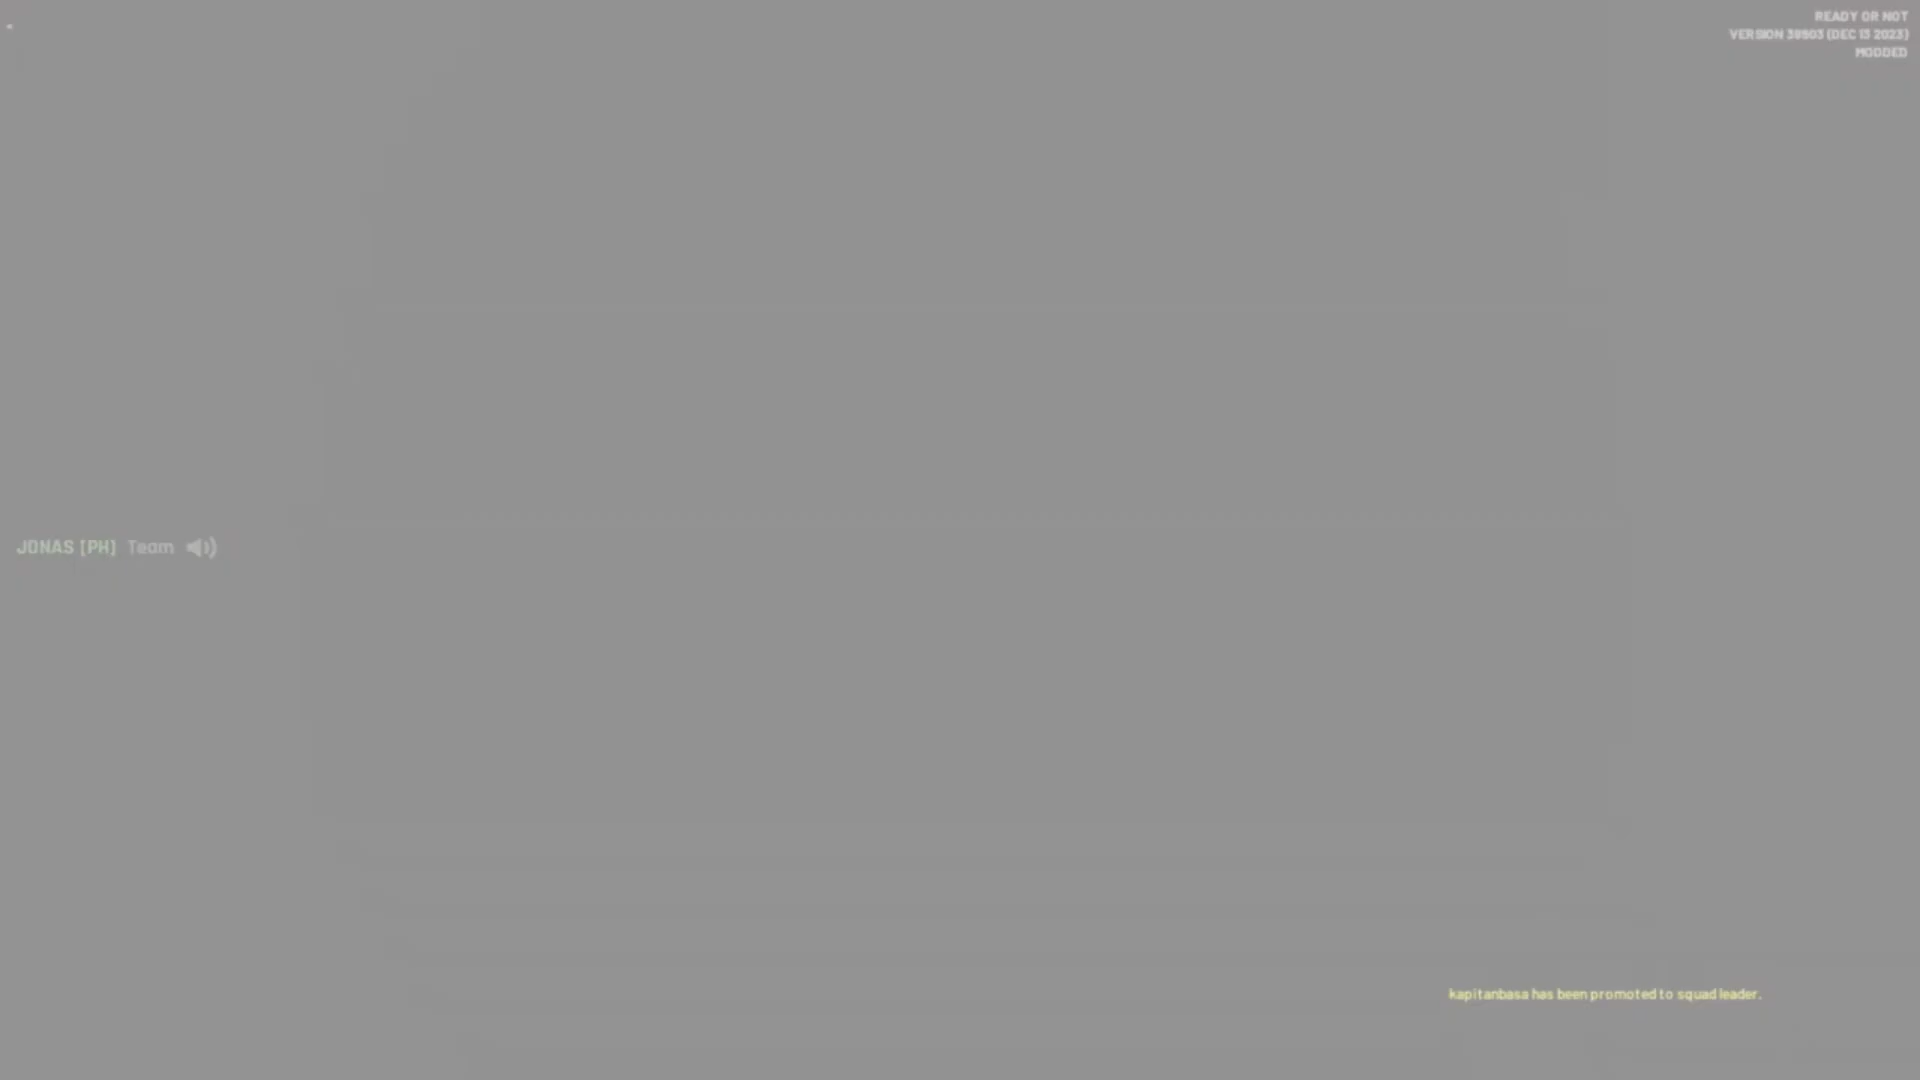 READY OR NOT
VERSION 38903 (DEC 13 2023)
MODDED
JONAS [PH] Team
kapitanbasa has been promoted to squad leader.